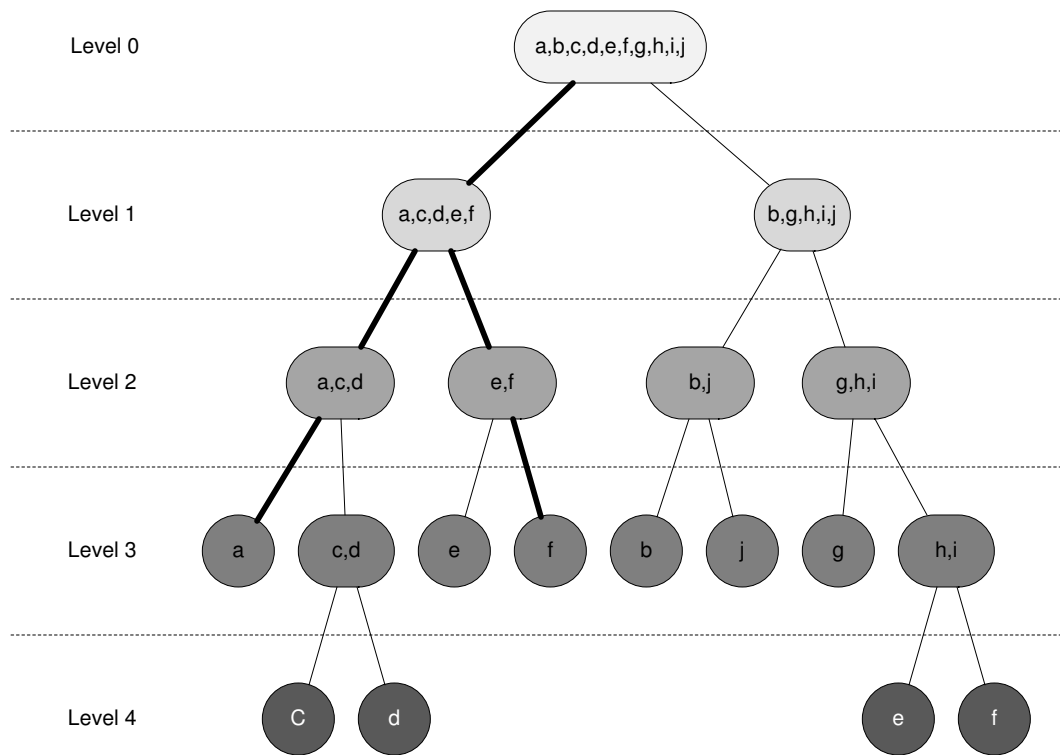 Level 0
a,b,c,d,e,f,g,h,i,j
Level 1
a,c,d,e,f
b,g,h,i,j
Level 2
a,c,d
e,f
b,j
g,h,i
Level 3
a
c,d
e
f
b
j
g
h,i
Level 4
C
d
e
f